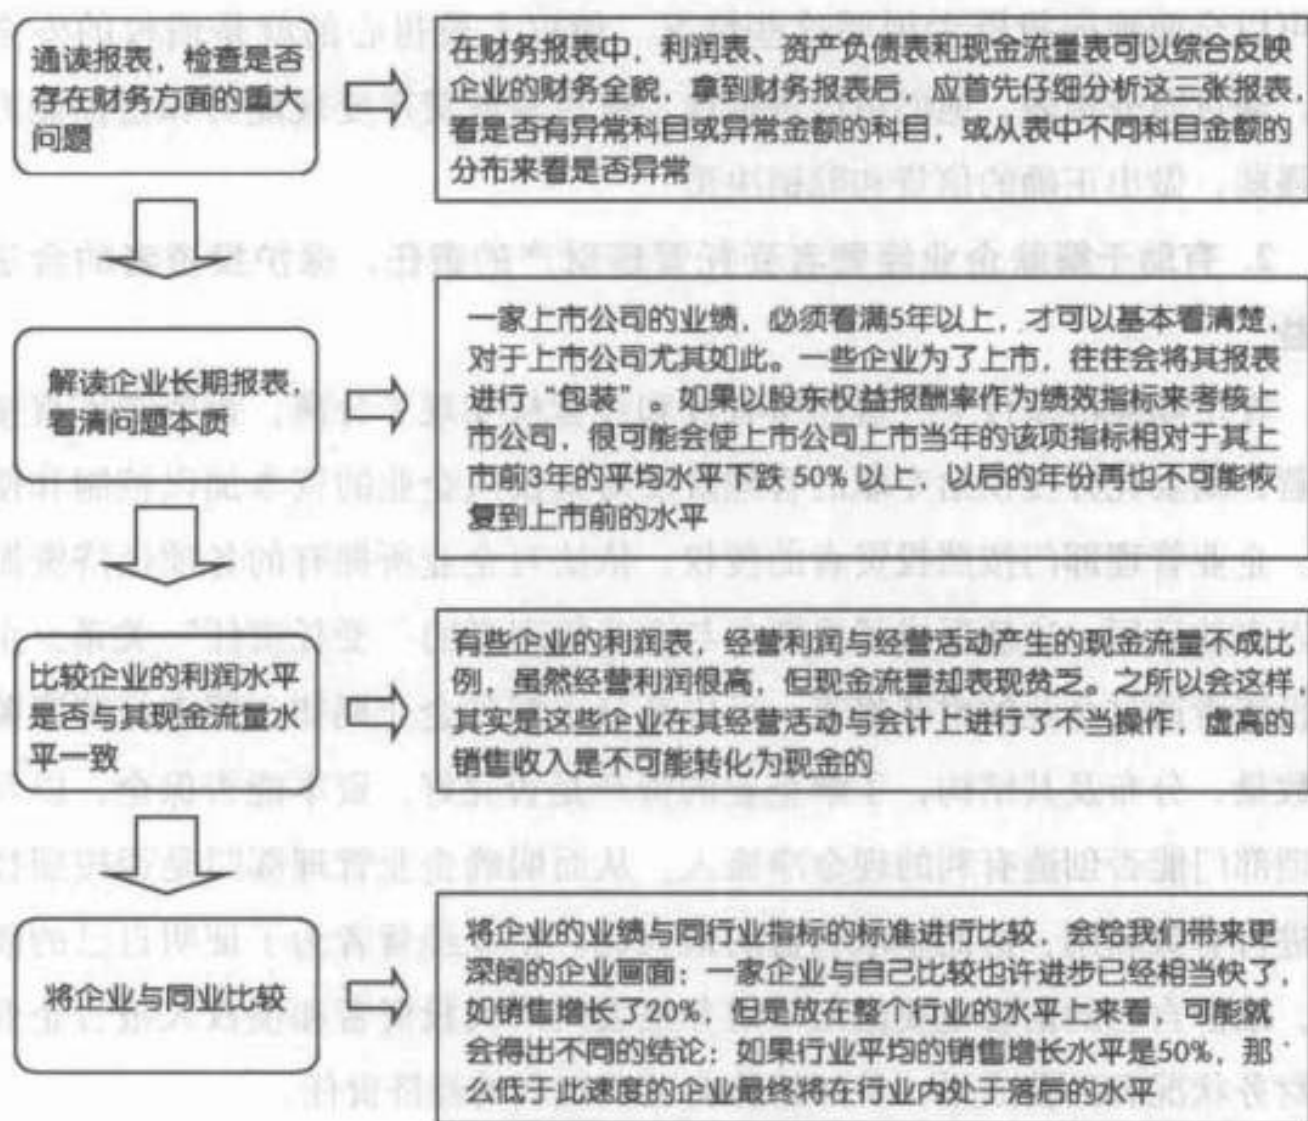 通读报表，检查是否
存在财务方面的重大
问题
在财务报表中，利润表、资产负债表和现金流量表可以综合反映
企业的财务全貌，拿到财务报表后，应首先仔细分析这三张报表，
看是否有异常科目或异常金额的科目，或从表中不同科目金额的
分布来看是否异常
解读企业长期报表，
看清问题本质
一家上市公司的业绩，必须看满5年以上，才可以基本看清楚，
对于上市公司尤其如此。一些企业为了上市，往往会将其报表
进行“包装”。如果以股东权益报酬率作为绩效指标来考核上
市公司，很可能会使上市公司上市当年的该项指标相对于其上
市前3年的平均水平下跌 50% 以上，以后的年份再也不可能恢
复到上市前的水平
比较企业的利润水平
是否与其现金流量水
平一致
有些企业的利润表，经营利润与经营活动产生的现金流量不成比
例，虽然经营利润很高，但现金流量却表现贫乏。之所以会这样，
其实是这些企业在其经营活动与会计上进行了不当操作，虚高的
销售收入是不可能转化为现金的
将企业与同业比较
将企业的业绩与同行业指标的标准进行比较，会给我们带来更
深阔的企业画面：一家企业与自己比较也许进步已经相当快了，
如销售增长了20%，但是放在整个行业的水平上来看，可能就
会得出不同的结论：如果行业平均的销售增长水平是50%，那
么低于此速度的企业最终将在行业内处于落后的水平